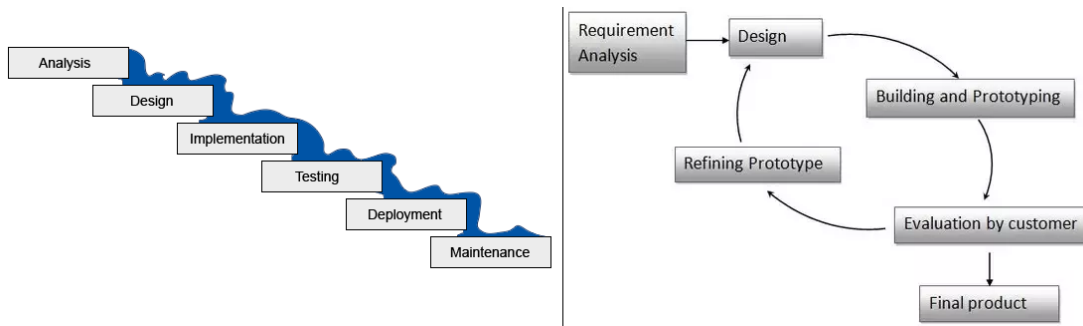 Analysis
Design
Implementation
Testing
Deployment
Maintenance
Requirement
Analysis
Design
Building and Prototyping
Refining Prototype
Evaluation by customer
Final product